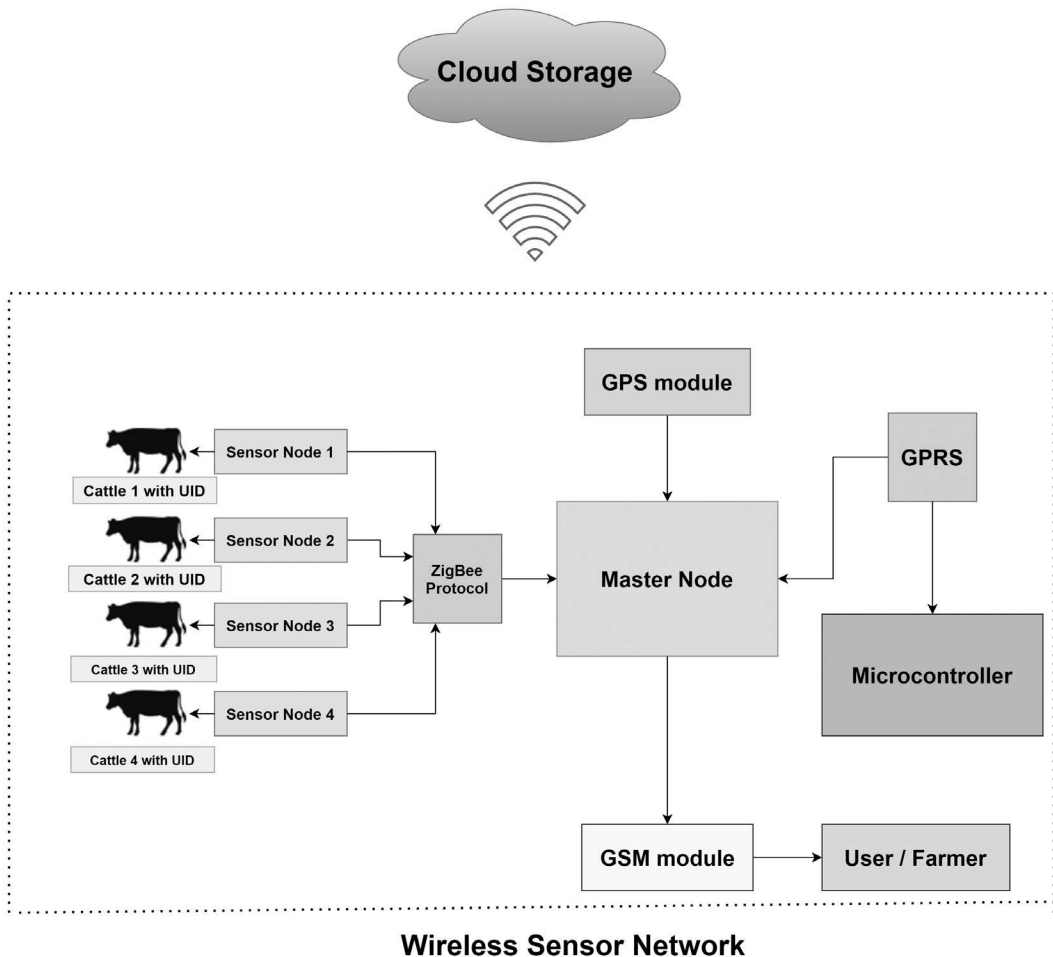 Cloud Storage
GPS module
GPRS
Sensor Node 1
Cattle 1 with UID
Sensor Node 2
Cattle 2 with UID
ZigBee
Protocol
Master Node
Sensor Node 3
Cattle 3 with UID
Microcontroller
Sensor Node 4
Cattle 4 with UID
GSM module
User / Farmer
Wireless Sensor Network